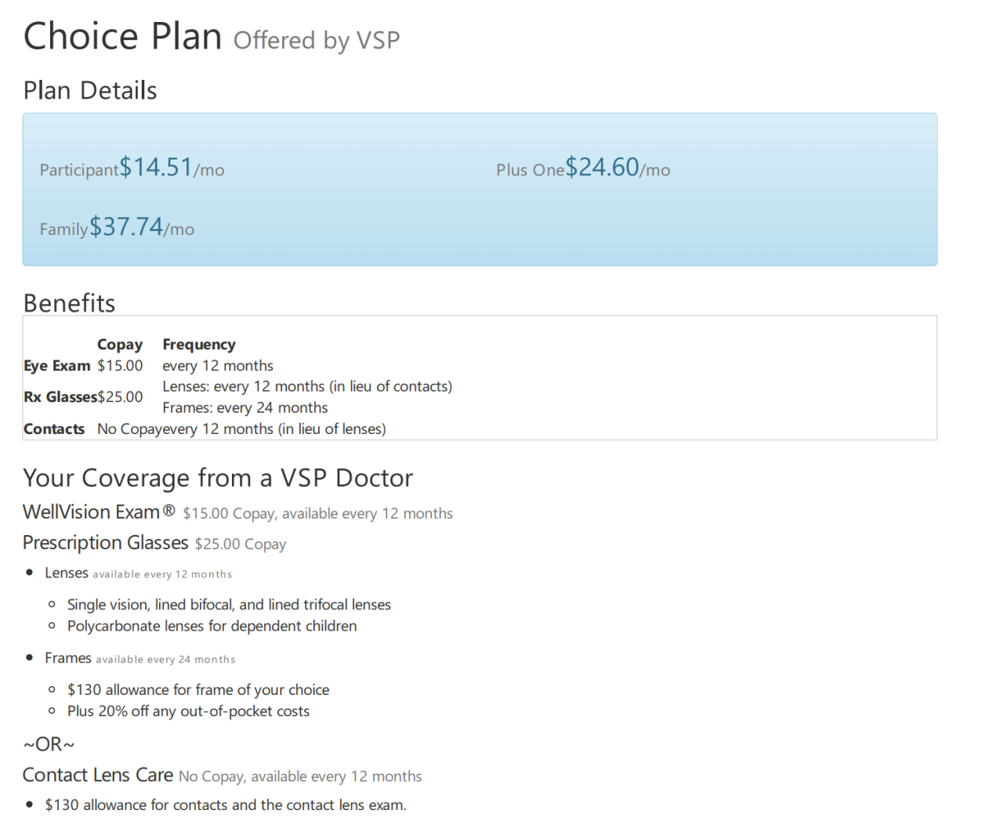 Choice Plan Offered by VSP
Plan Details
Participant$14.51/mo
Plus One$24.60/mo
Family$37.74/mo
Benefits
Copay Frequency
Eye Exam $15.00 every 12 months
Rx Glasses$25.00 Lenses: every 12 months (in lieu of contacts)
Frames: every 24 months
Contacts No Copayevery 12 months (in lieu of lenses)
Your Coverage from a VSP Doctor
WellVision Exam® $15.00 Copay, available every 12 months
Prescription Glasses $25.00 Copay
• Lenses available every 12 months
◦ Single vision, lined bifocal, and lined trifocal lenses
◦ Polycarbonate lenses for dependent children
• Frames available every 24 months
◦ $130 allowance for frame of your choice
◦ Plus 20% off any out-of-pocket costs
~OR~
Contact Lens Care No Copay, available every 12 months
• $130 allowance for contacts and the contact lens exam.